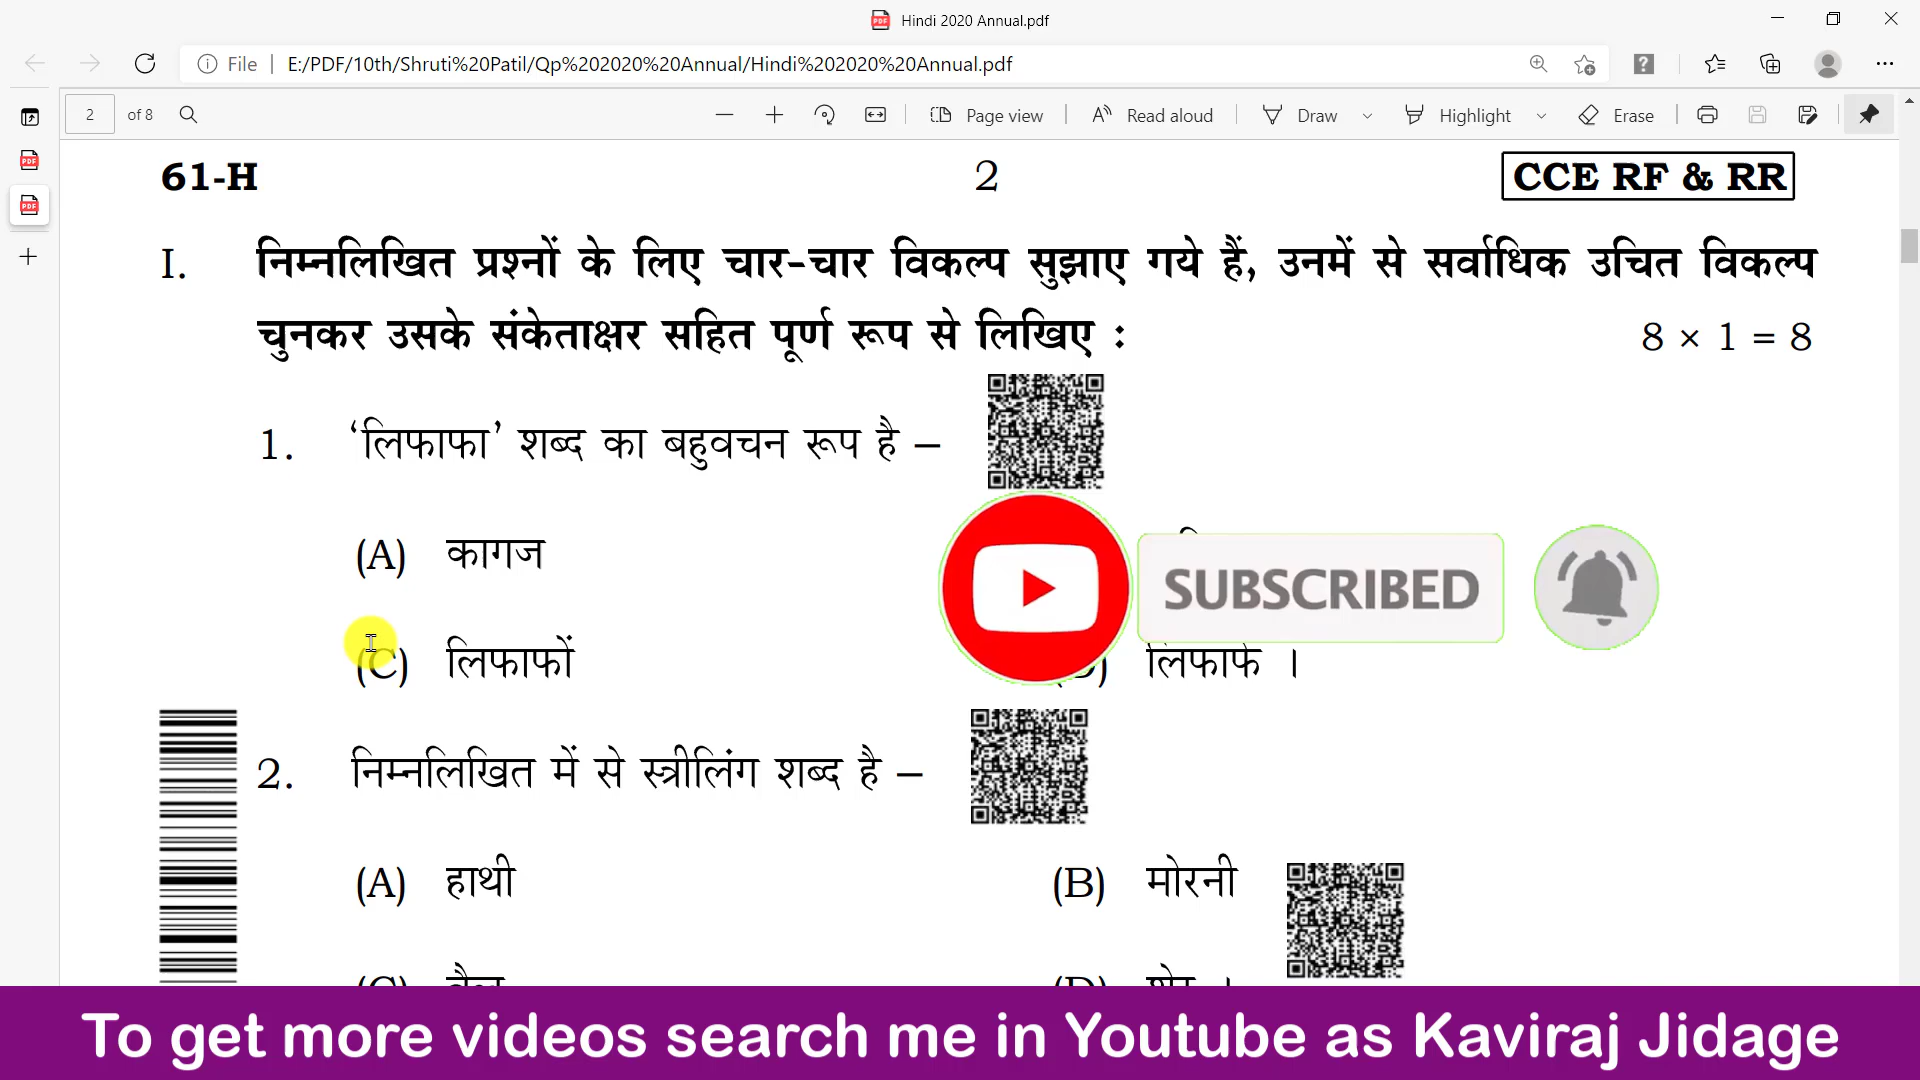 Hindi 2020 Annual.pdf
File | E:/PDF/10th/Shruti%20Patil/Qp%202020%20Annual/Hindi%202020%20Annual.pdf
2 of 8 Page view Read aloud Draw Highlight Erase
61-H 2 CCE RF & RR
I. निम्नलिखित प्रश्नों के लिए चार-चार विकल्प सुझाए गये हैं, उनमें से सर्वाधिक उचित विकल्प
चुनकर उसके संकेताक्षर सहित पूर्ण रूप से लिखिए : 8 × 1 = 8
1. ‘लिफाफा’ शब्द का बहुवचन रूप है –
(A) कागज
SUBSCRIBED
(C) लिफाफों लिफाफे ।
2. निम्नलिखित में से स्त्रीलिंग शब्द है –
(A) हाथी (B) मोरनी
To get more videos search me in Youtube as Kaviraj Jidage